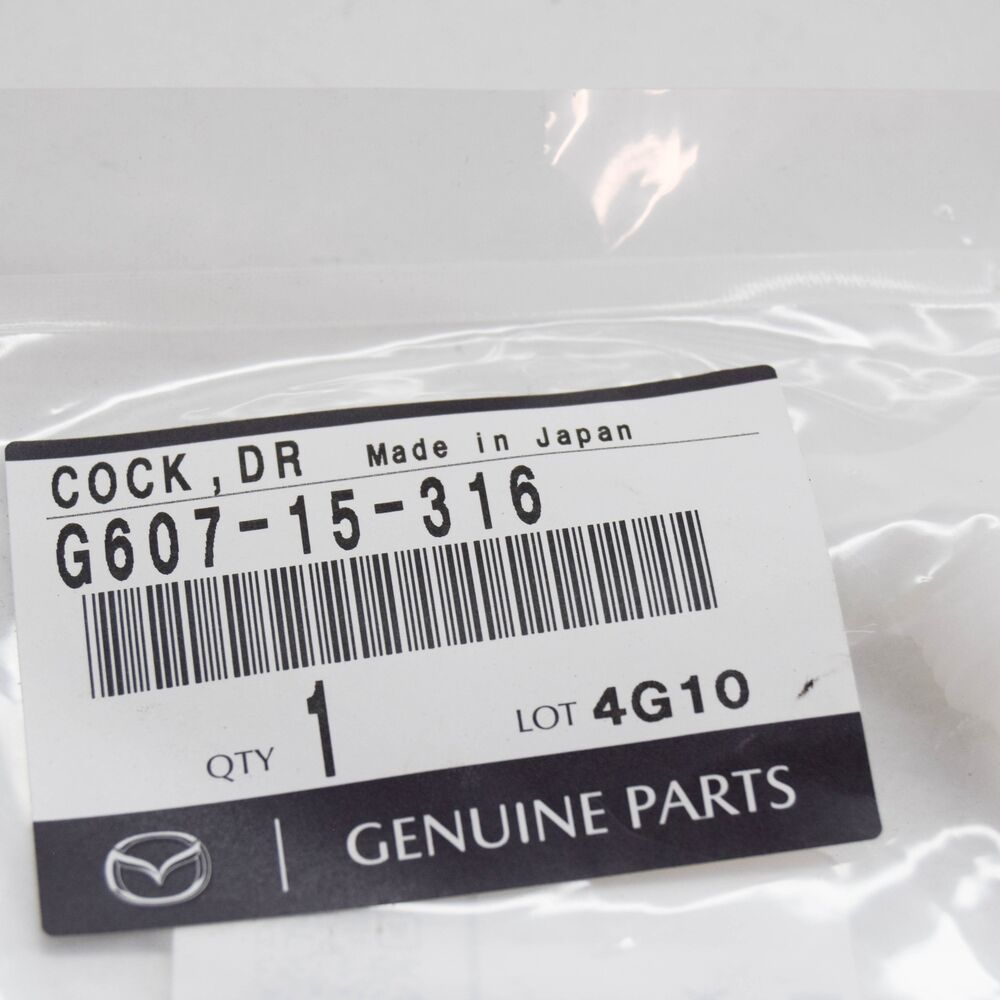 COCK,DR Made in Japan
G607-15-316
QTY 1 LOT 4G10
GENUINE PARTS